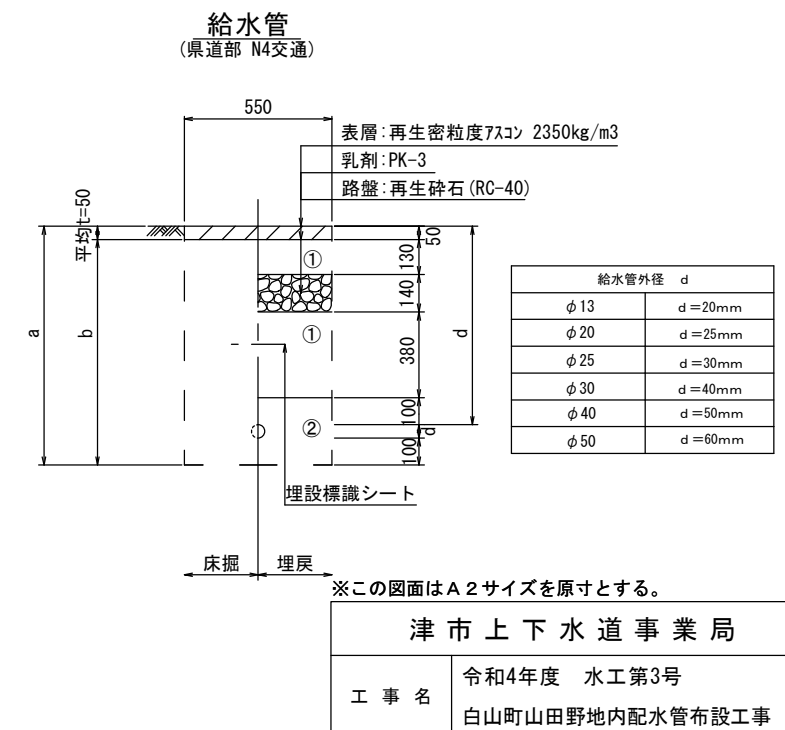 給水管
(県道部 N4交通)
550
表層:再生密粒度ｱｽｺﾝ 2350kg/m3
乳剤:PK-3
路盤:再生砕石(RC-40)
平均t=50
50
130
140
380
100
d
100
a
b
d
①
①
②
埋設標識シート
床掘
埋戻
給水管外径 d
φ13 d=20mm
φ20 d=25mm
φ25 d=30mm
φ30 d=40mm
φ40 d=50mm
φ50 d=60mm
※この図面はA2サイズを原寸とする。
津市上下水道事業局
工事名
令和4年度 水工第3号
白山町山田野地内配水管布設工事